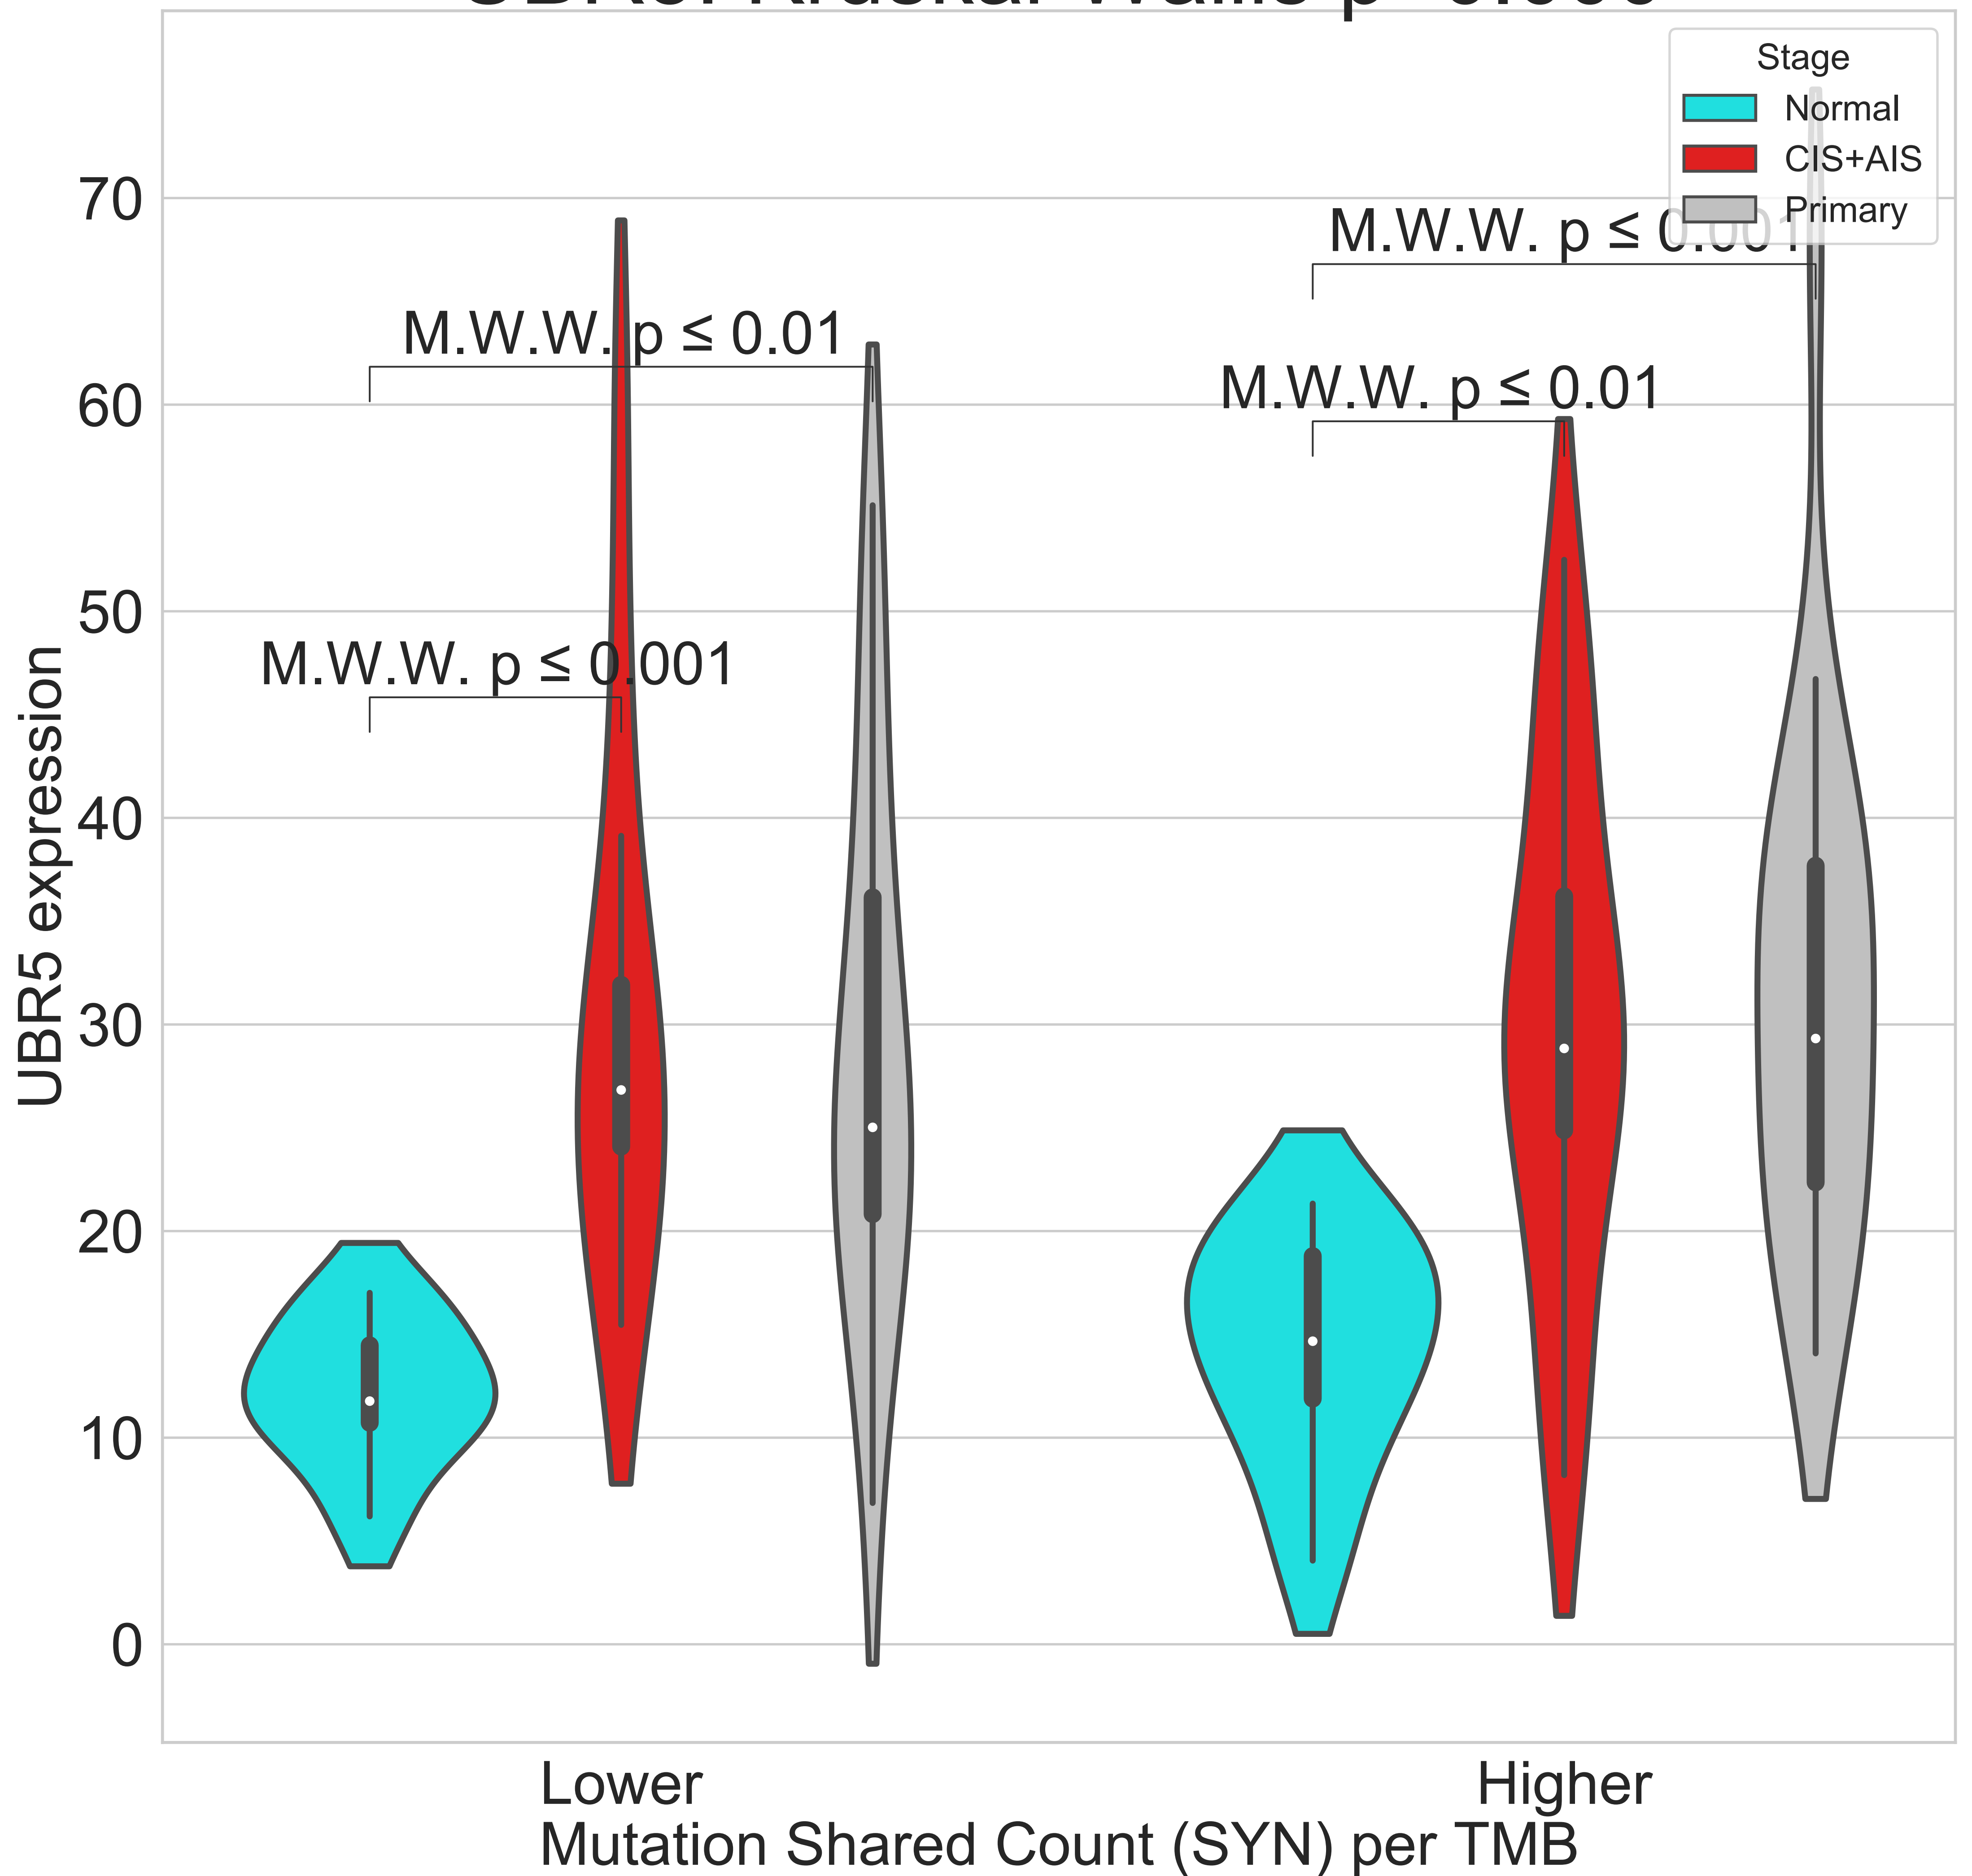 Stage
Normal
CIS+AIS
Primary
70
60
50
40
30
20
10
0
UBR5 expression
M.W.W. p ≤ 0.001
M.W.W. p ≤ 0.01
M.W.W. p ≤ 0.01
M.W.W. p ≤ 0.001
Lower
Higher
Mutation Shared Count (SYN) per TMB